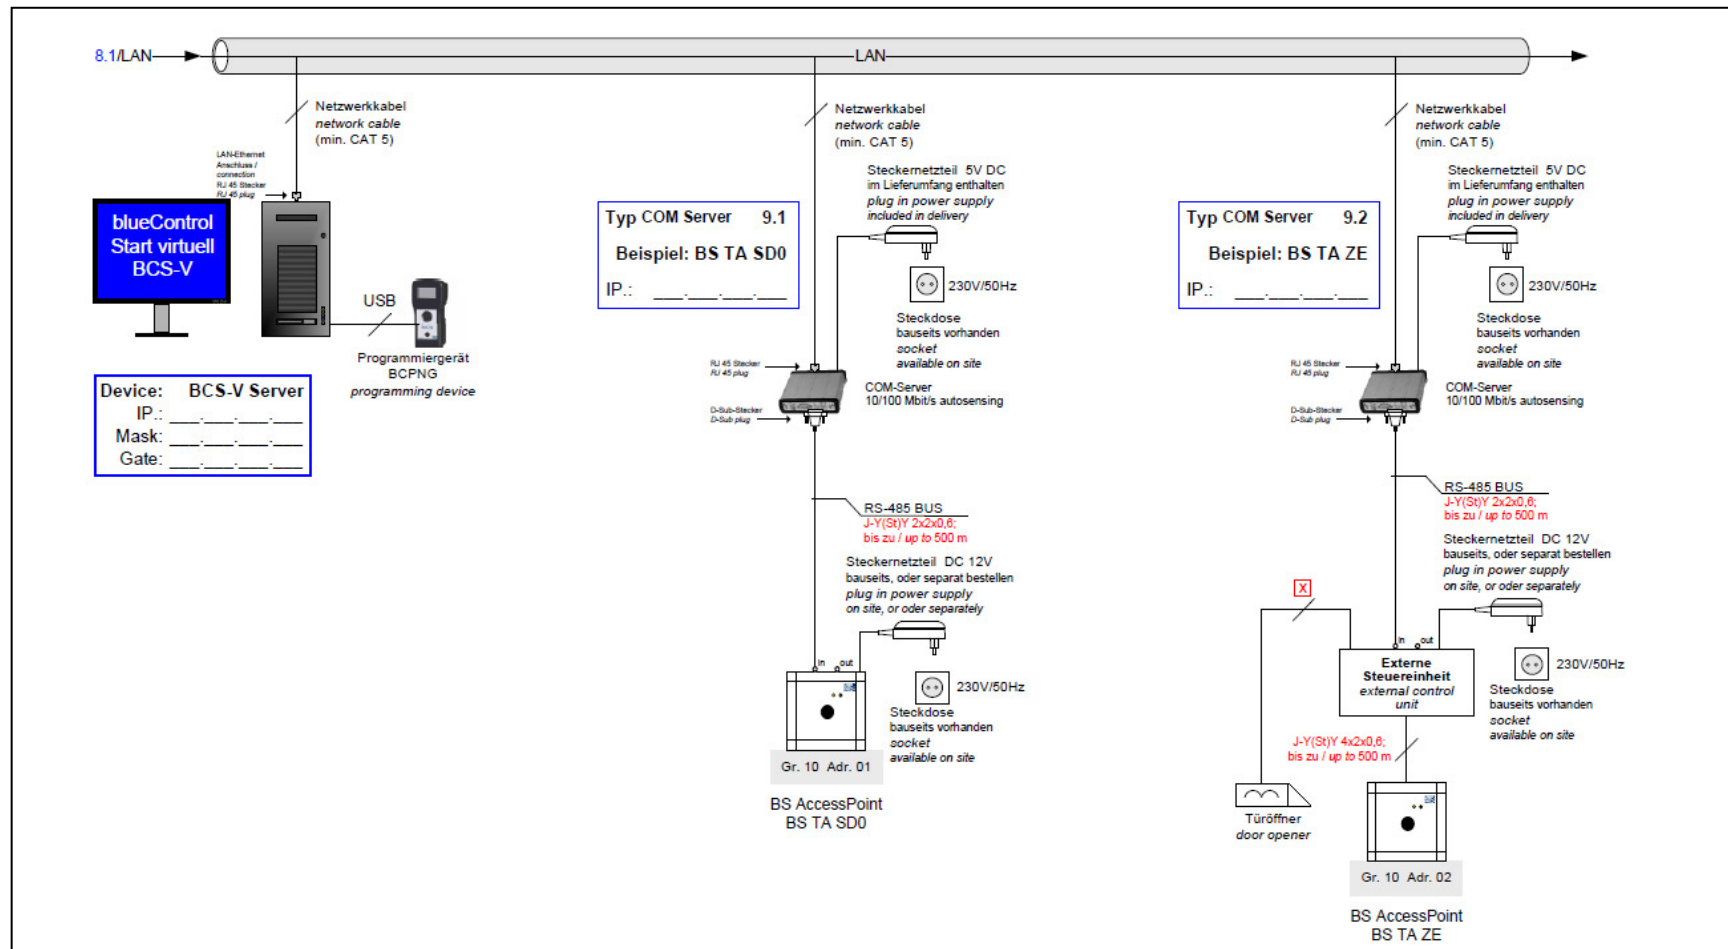 8.1/LAN
LAN
Netzwerkkabel
network cable
(min. CAT 5)
LAN-Ethernet
Anschluss /
connection
RJ 45 Stecker
RJ 45 plug
blueControl
Start virtuell
BCS-V
USB
Programmiergerät
BCPNG
programming device
Device: BCS-V Server
IP.: ___.___.___.___
Mask: ___.___.___.___
Gate: ___.___.___.___
Netzwerkkabel
network cable
(min. CAT 5)
Steckernetzteil 5V DC
im Lieferumfang enthalten
plug in power supply
included in delivery
Typ COM Server 9.1
Beispiel: BS TA SD0
IP.: ___.___.___.___
230V/50Hz
Steckdose
bauseits vorhanden
socket
available on site
RJ 45 Stecker
RJ 45 plug
COM-Server
10/100 Mbit/s autosensing
D-Sub-Stecker
D-Sub plug
RS-485 BUS
J-Y(St)Y 2x2x0,6;
bis zu / up to 500 m
Steckernetzteil DC 12V
bauseits, oder separat bestellen
plug in power supply
on site, or oder separately
in out
230V/50Hz
Steckdose
bauseits vorhanden
socket
available on site
Gr. 10 Adr. 01
BS AccessPoint
BS TA SD0
Netzwerkkabel
network cable
(min. CAT 5)
Steckernetzteil 5V DC
im Lieferumfang enthalten
plug in power supply
included in delivery
Typ COM Server 9.2
Beispiel: BS TA ZE
IP.: ___.___.___.___
230V/50Hz
Steckdose
bauseits vorhanden
socket
available on site
RJ 45 Stecker
RJ 45 plug
COM-Server
10/100 Mbit/s autosensing
D-Sub-Stecker
D-Sub plug
RS-485 BUS
J-Y(St)Y 2x2x0,6;
bis zu / up to 500 m
Steckernetzteil DC 12V
bauseits, oder separat bestellen
plug in power supply
on site, or oder separately
X
in out
Externe
Steuereinheit
external control
unit
230V/50Hz
Steckdose
bauseits vorhanden
socket
available on site
J-Y(St)Y 4x2x0,6;
bis zu / up to 500 m
Türöffner
door opener
Gr. 10 Adr. 02
BS AccessPoint
BS TA ZE